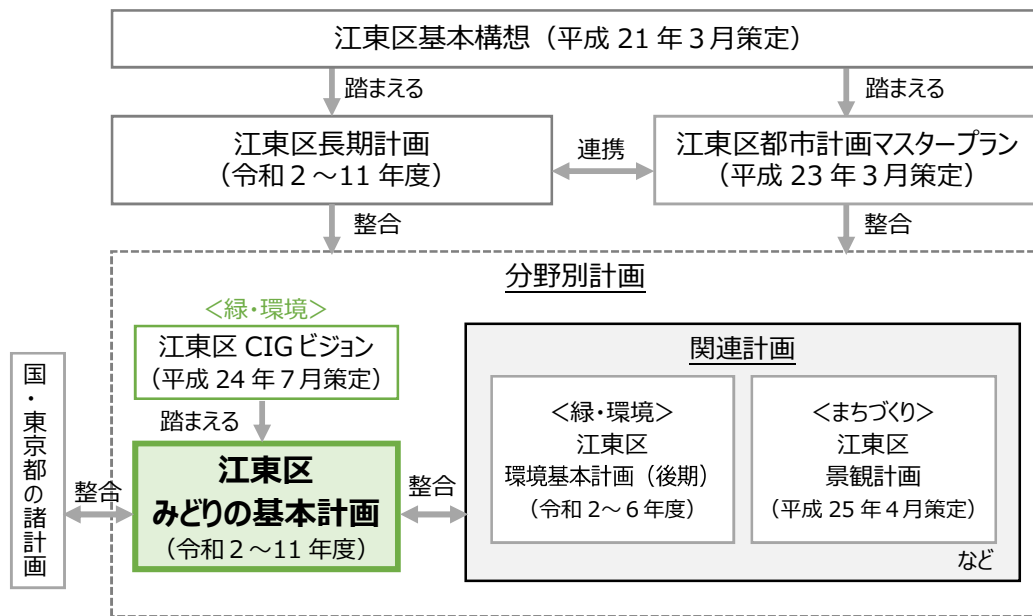 江東区基本構想（平成 21 年３月策定）
踏まえる
踏まえる
江東区長期計画
（令和２～11 年度）
連携
江東区都市計画マスタープラン
（平成 23 年３月策定）
整合
整合
分野別計画
＜緑・環境＞
江東区 CIG ビジョン
（平成 24 年７月策定）
踏まえる
国・東京都の諸計画
整合
江東区
みどりの基本計画
（令和２～11 年度）
整合
関連計画
＜緑・環境＞
江東区
環境基本計画（後期）
（令和 2～６年度）
＜まちづくり＞
江東区
景観計画
（平成 25 年４月策定）
など